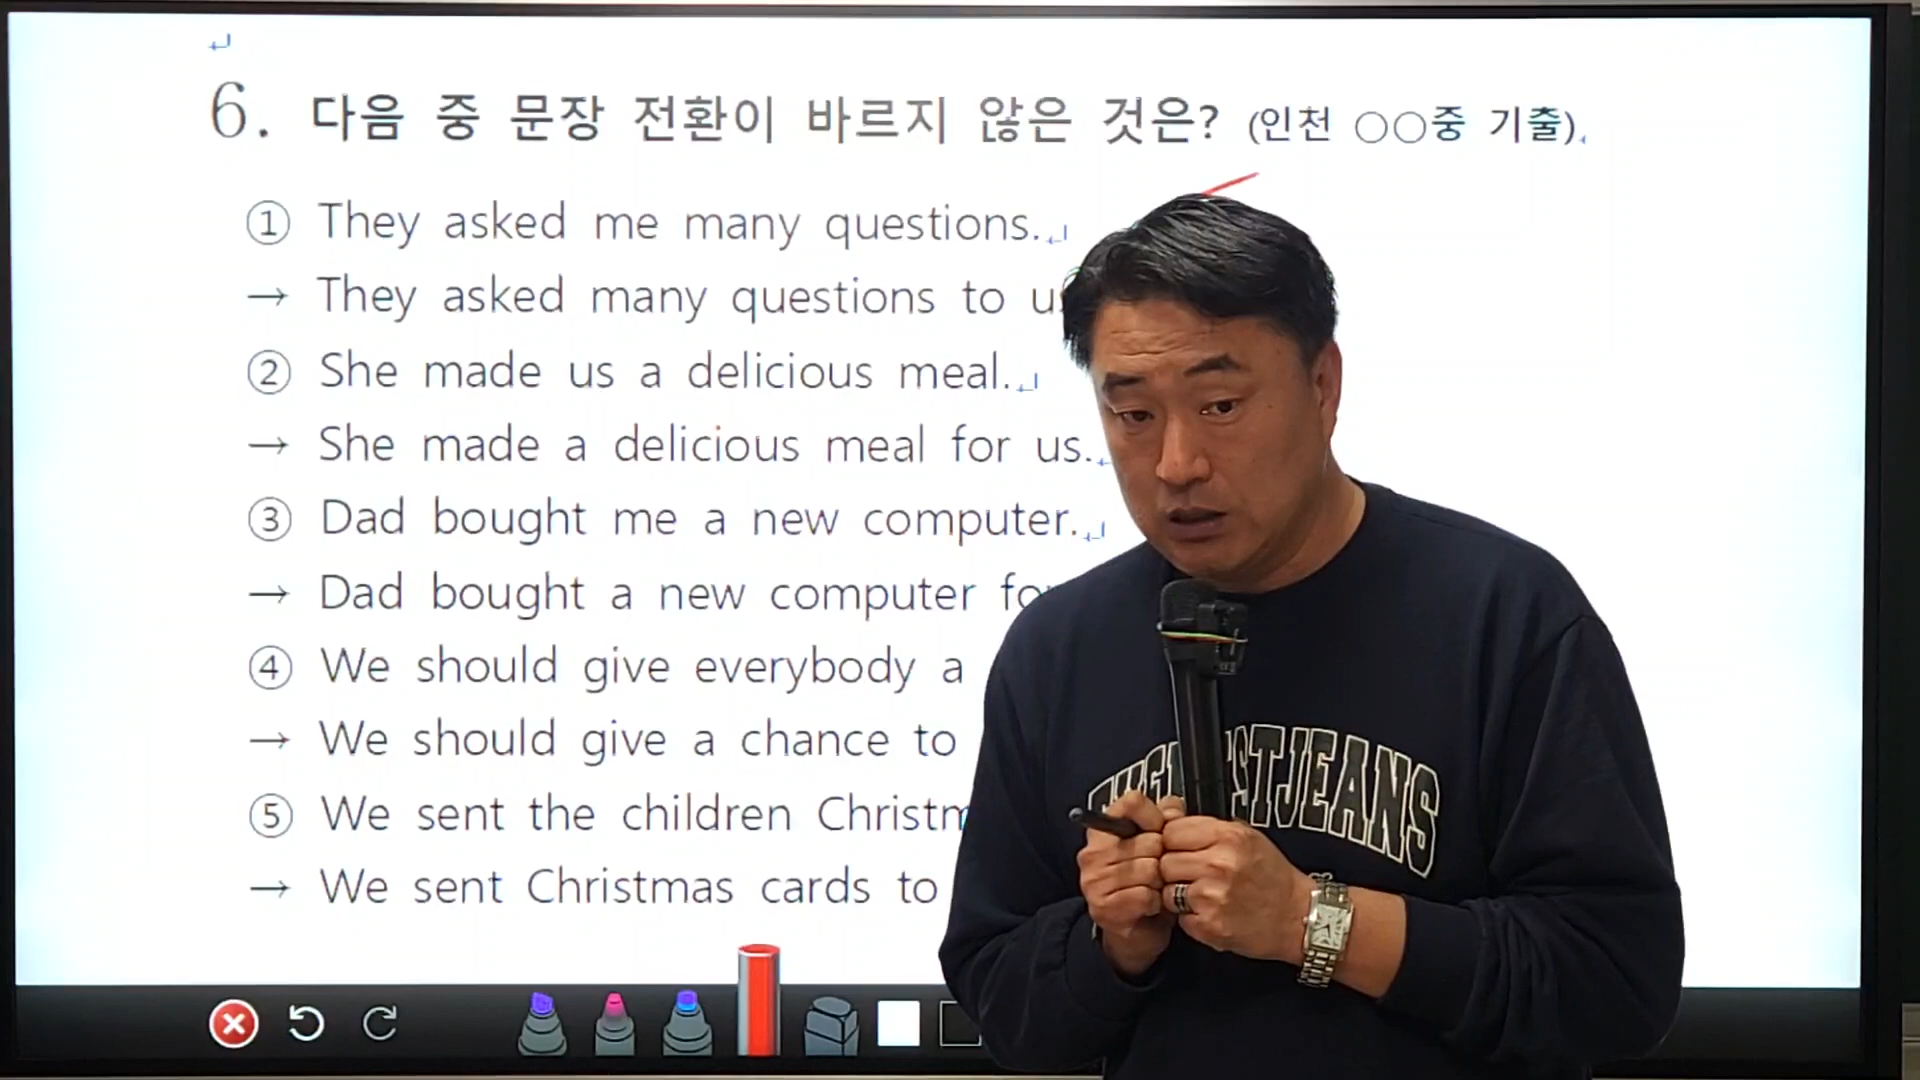 6. 다음 중 문장 전환이 바르지 않은 것은? (인천 ○○중 기출)
① They asked me many questions.
→ They asked many questions to
② She made us a delicious meal.
→ She made a delicious meal for us.
③ Dad bought me a new computer.
→ Dad bought a new computer
④ We should give everybody a
→ We should give a chance to
⑤ We sent the children
→ We sent Christmas cards to